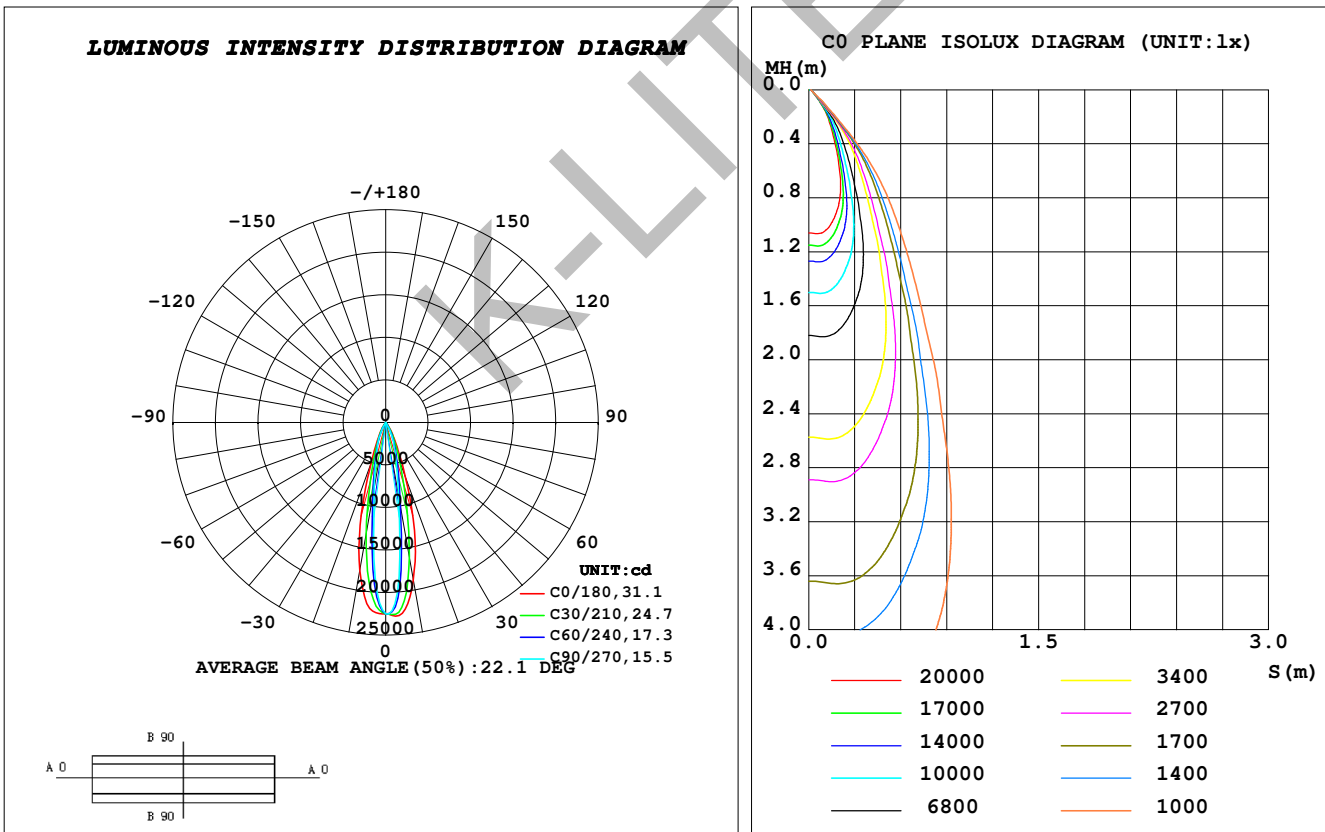 LUMINOUS INTENSITY DISTRIBUTION DIAGRAM
-/+180
-150
150
-120
120
-90
90
0
5000
10000
-60
60
15000
UNIT:cd
20000
C0/180,31.1
C30/210,24.7
-30
30
25000
C60/240,17.3
0
C90/270,15.5
AVERAGE BEAM ANGLE(50%):22.1 DEG
B 90
A 0
A 0
B 90
K-LITE
C0 PLANE ISOLUX DIAGRAM (UNIT:lx)
MH(m)
0.0
0.4
0.8
1.2
1.6
2.0
2.4
2.8
3.2
3.6
4.0
0.0
1.5
3.0
S(m)
20000
3400
17000
2700
14000
1700
10000
1400
6800
1000